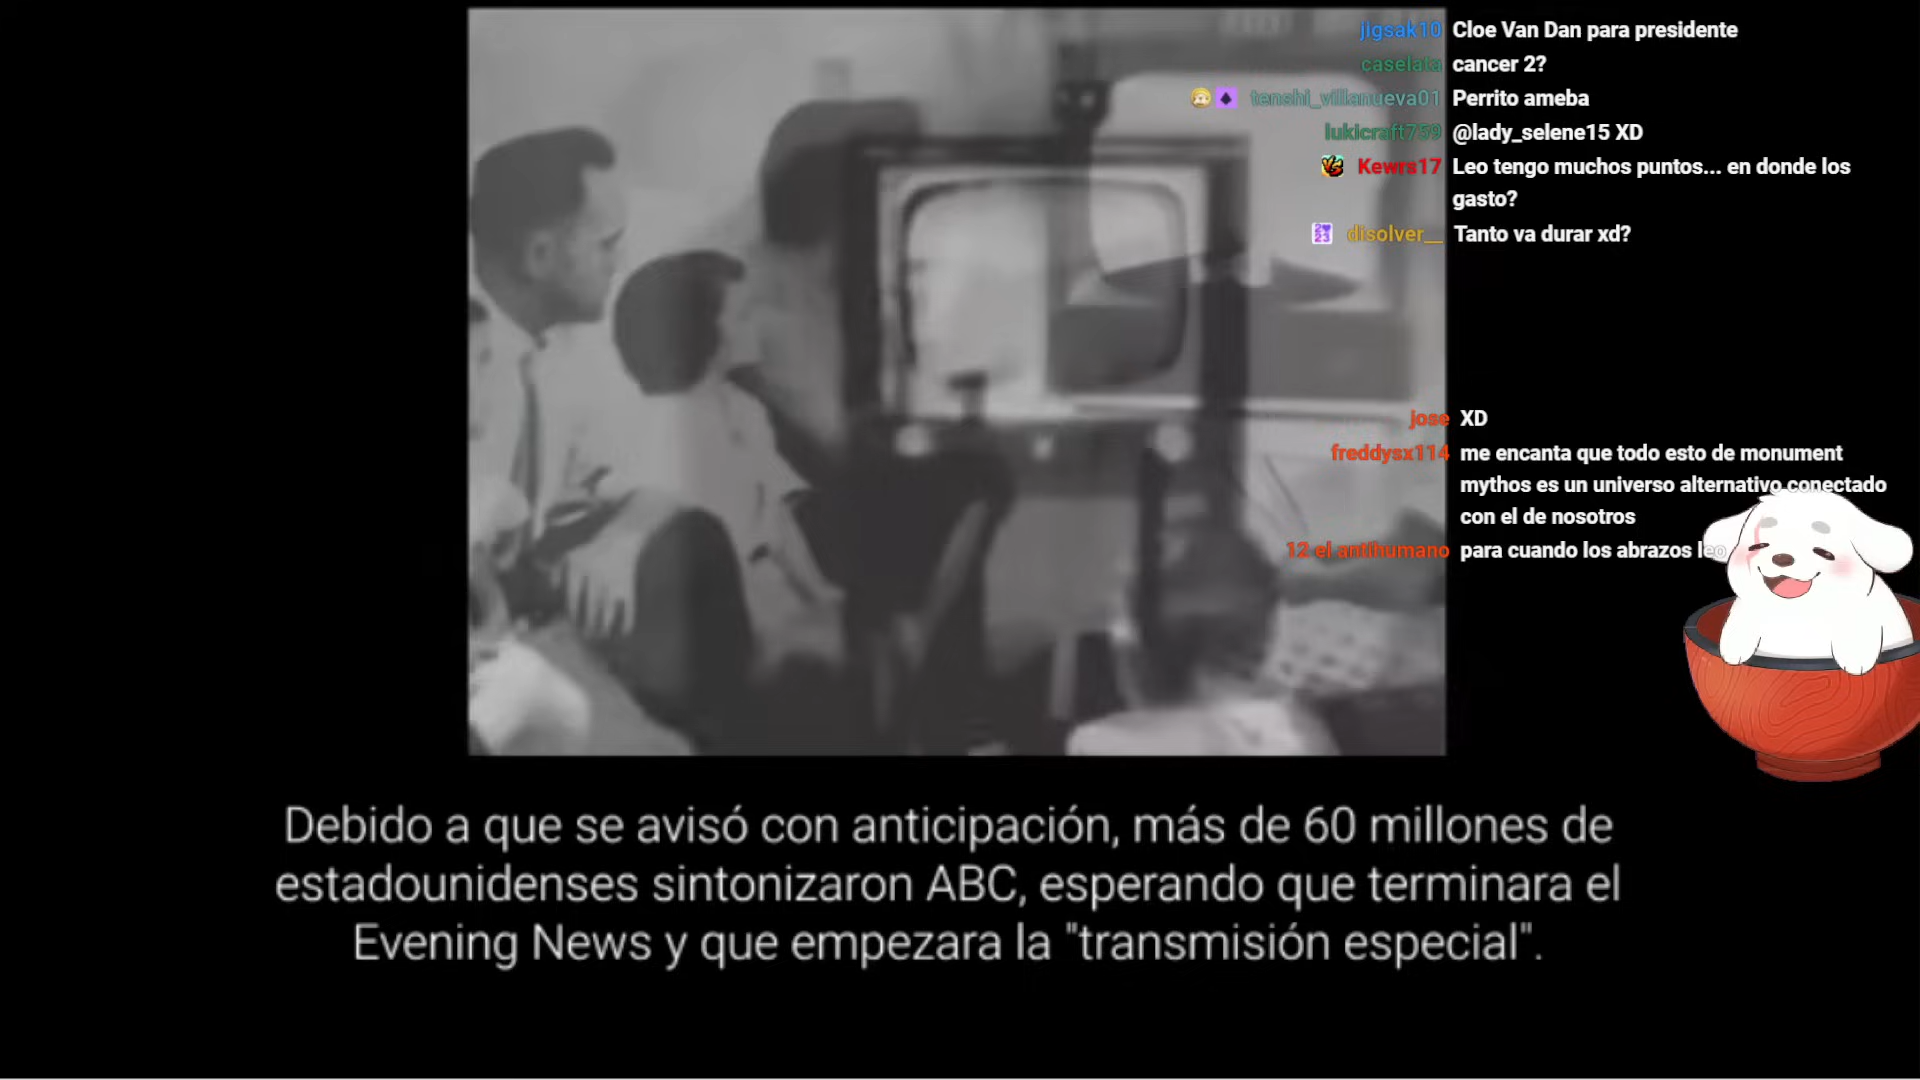 jigsak10 Cloe Van Dan para presidente
caselata cancer 2?
tenshi_villanueva01 Perrito ameba
lukicraft759 @lady_selene15 XD
Kewrs17 Leo tengo muchos puntos... en donde los
gasto?
disolver__ Tanto va durar xd?
jose XD
freddysx114 me encanta que todo esto de monument
mythos es un universo alternativo conectado
con el de nosotros
12 el antihumano para cuando los abrazos leo
Debido a que se avisó con anticipación, más de 60 millones de
estadounidenses sintonizaron ABC, esperando que terminara el
Evening News y que empezara la "transmisión especial".